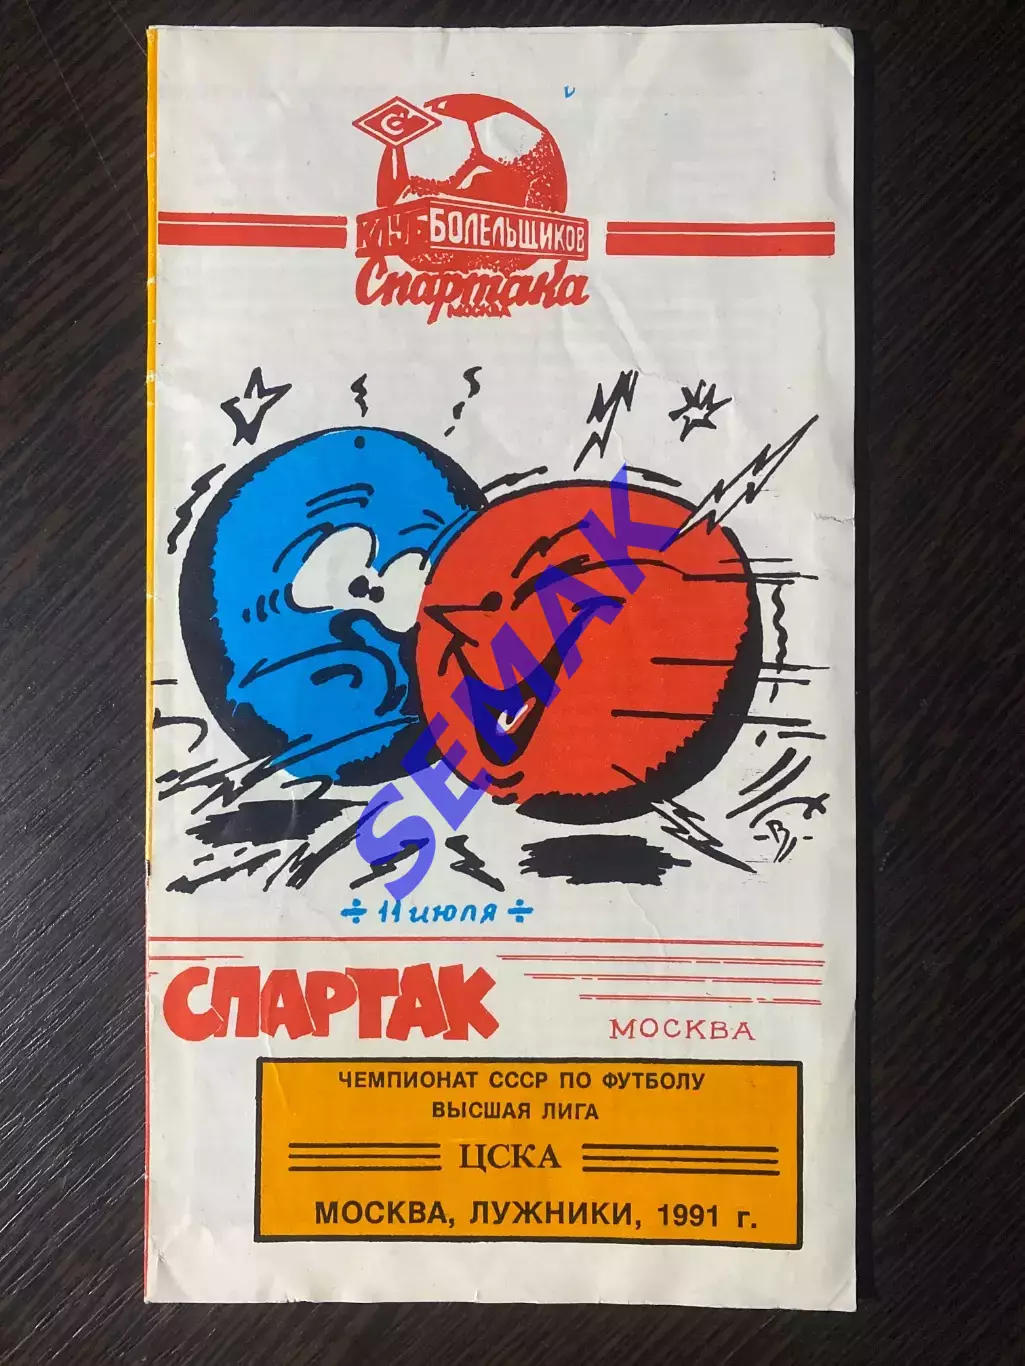 С
КЛУБ БОЛЕЛЬЩИКОВ
Спартака
МОСКВА
SEMAK
-В-
÷ 11 июля ÷
СПАРТАК
МОСКВА
ЧЕМПИОНАТ СССР ПО ФУТБОЛУ
ВЫСШАЯ ЛИГА
ЦСКА
МОСКВА, ЛУЖНИКИ, 1991 г.